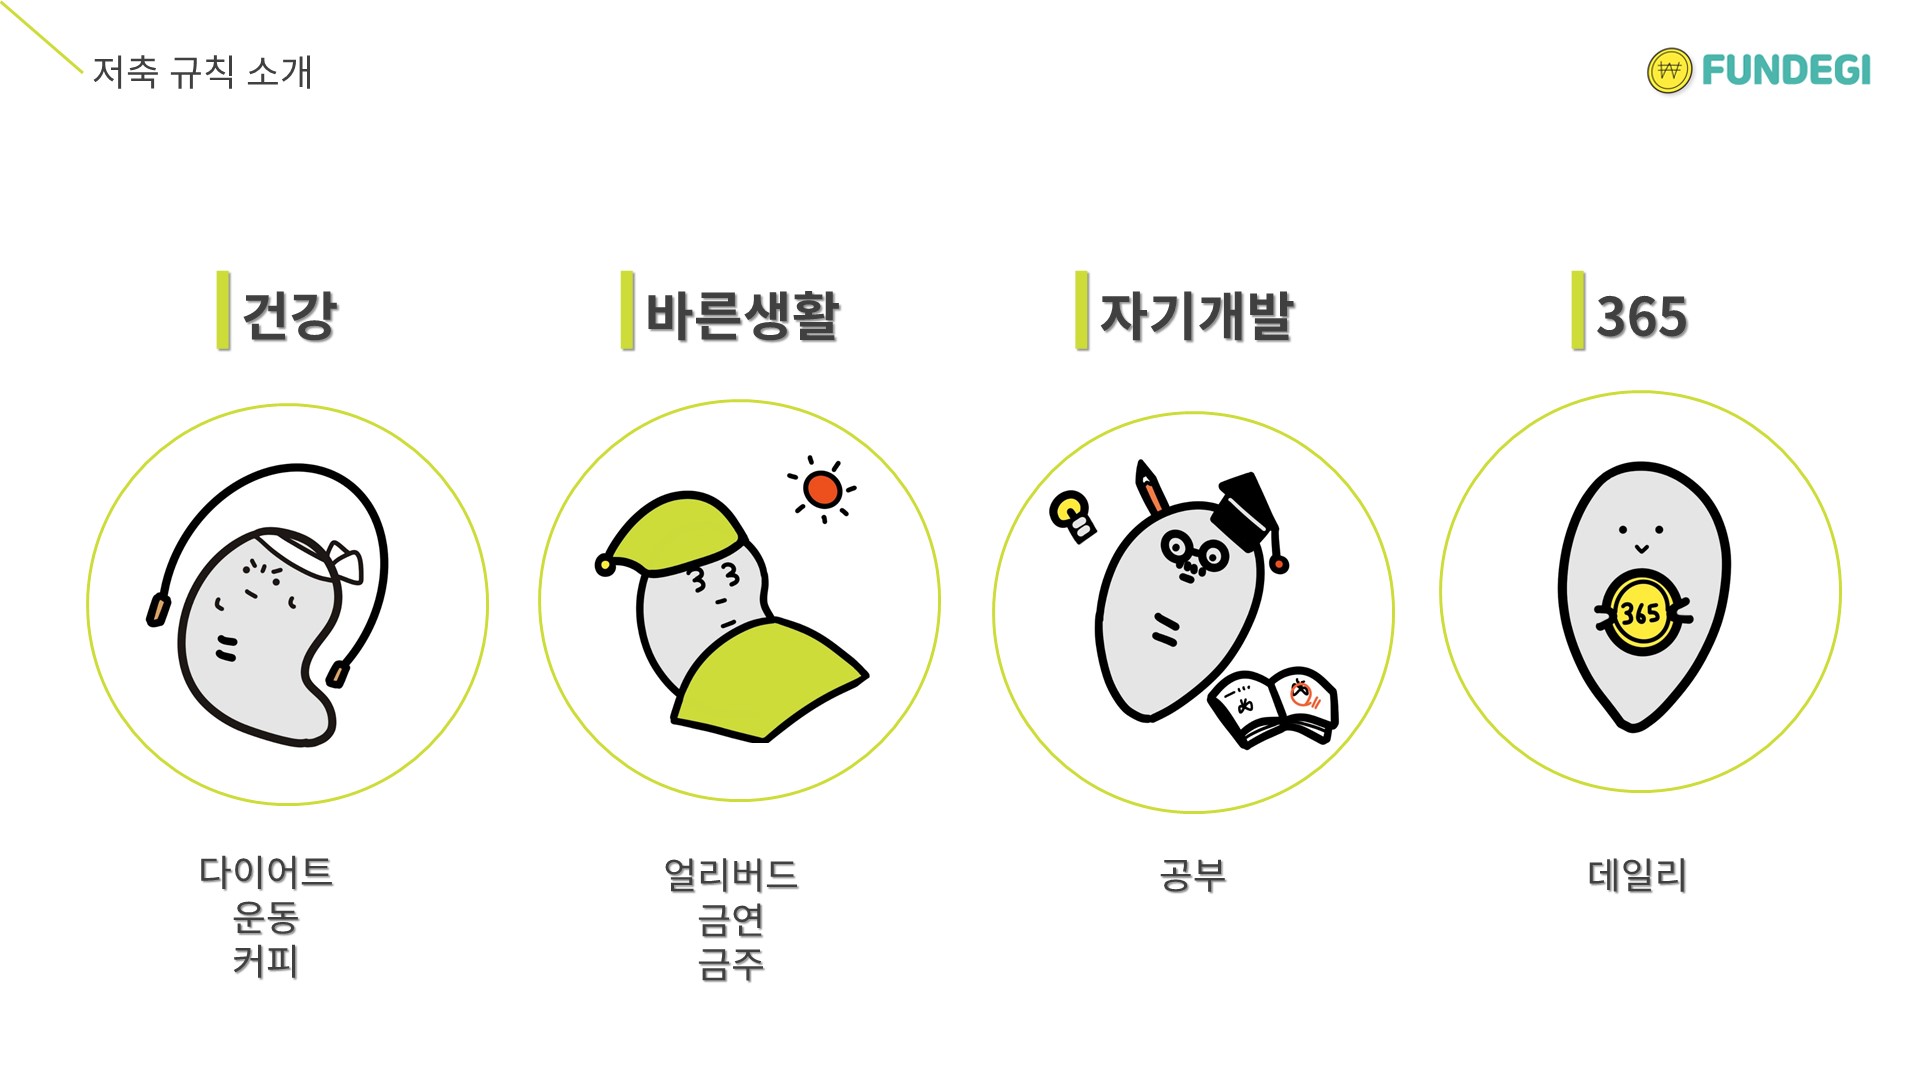 저축 규칙 소개
₩ FUNDEGI
건강
바른생활
자기개발
365
365
다이어트
운동
커피
얼리버드
금연
금주
공부
데일리